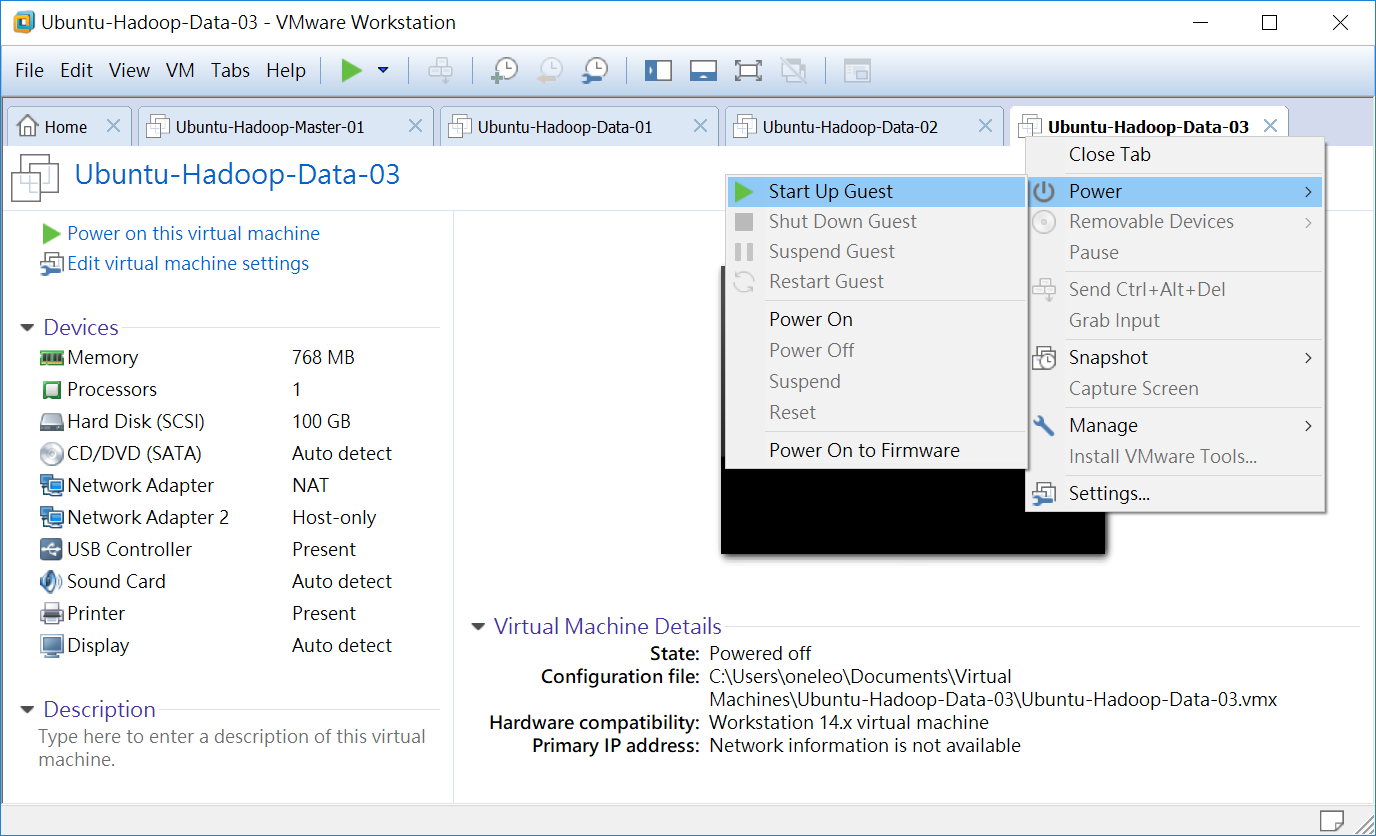 Ubuntu-Hadoop-Data-03 - VMware Workstation
File Edit View VM Tabs Help
Home Ubuntu-Hadoop-Master-01 Ubuntu-Hadoop-Data-01 Ubuntu-Hadoop-Data-02 Ubuntu-Hadoop-Data-03
Ubuntu-Hadoop-Data-03
Power on this virtual machine
Edit virtual machine settings
Devices
Memory 768 MB
Processors 1
Hard Disk (SCSI) 100 GB
CD/DVD (SATA) Auto detect
Network Adapter NAT
Network Adapter 2 Host-only
USB Controller Present
Sound Card Auto detect
Printer Present
Display Auto detect
Description
Type here to enter a description of this virtual
machine.
Start Up Guest
Shut Down Guest
Suspend Guest
Restart Guest
Power On
Power Off
Suspend
Reset
Power On to Firmware
Close Tab
Power
Removable Devices
Pause
Send Ctrl+Alt+Del
Grab Input
Snapshot
Capture Screen
Manage
Install VMware Tools...
Settings...
Virtual Machine Details
State: Powered off
Configuration file: C:\Users\oneleo\Documents\Virtual
Machines\Ubuntu-Hadoop-Data-03\Ubuntu-Hadoop-Data-03.vmx
Hardware compatibility: Workstation 14.x virtual machine
Primary IP address: Network information is not available